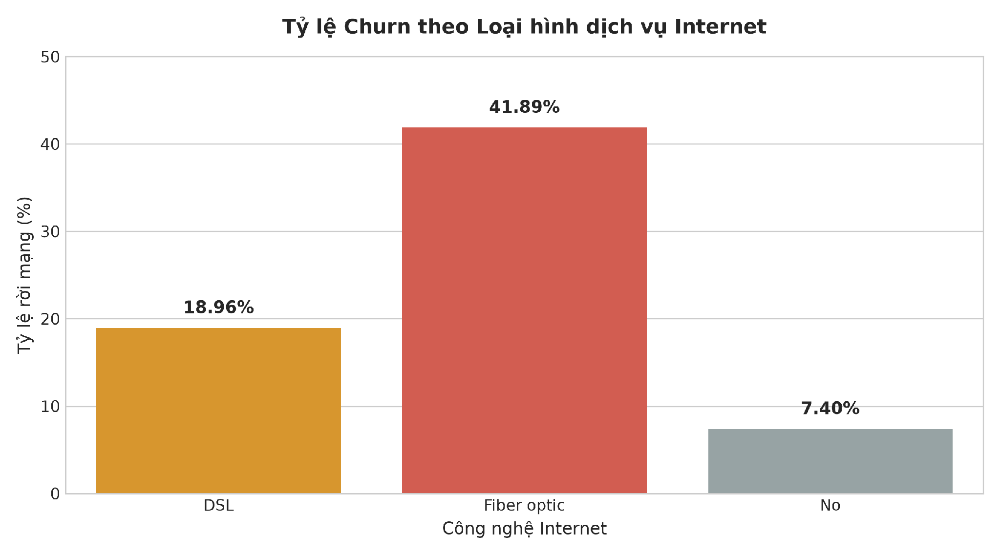 Tỷ lệ Churn theo Loại hình dịch vụ Internet
Tỷ lệ rời mạng (%)
50
40
30
20
10
0
41.89%
18.96%
7.40%
DSL
Fiber optic
No
Công nghệ Internet